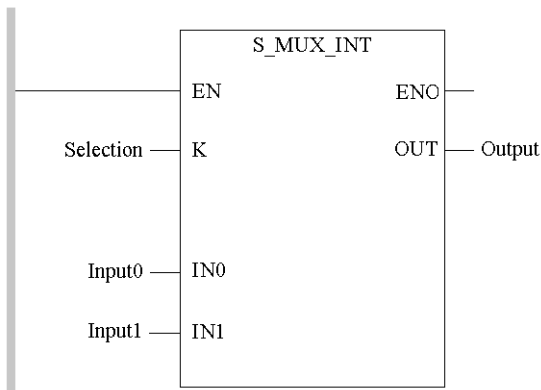 S_MUX_INT
EN ENO
Selection K OUT Output
Input0 IN0
Input1 IN1